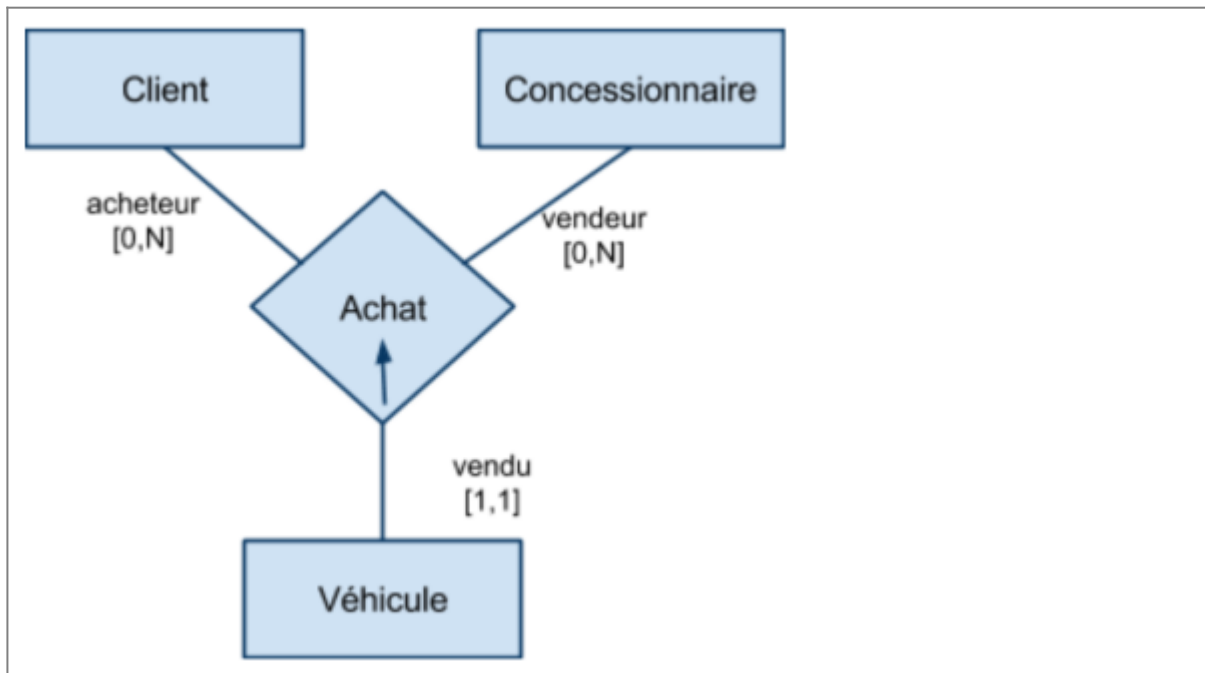 Client
Concessionnaire
acheteur
[0,N]
vendeur
[0,N]
Achat
vendu
[1,1]
Véhicule